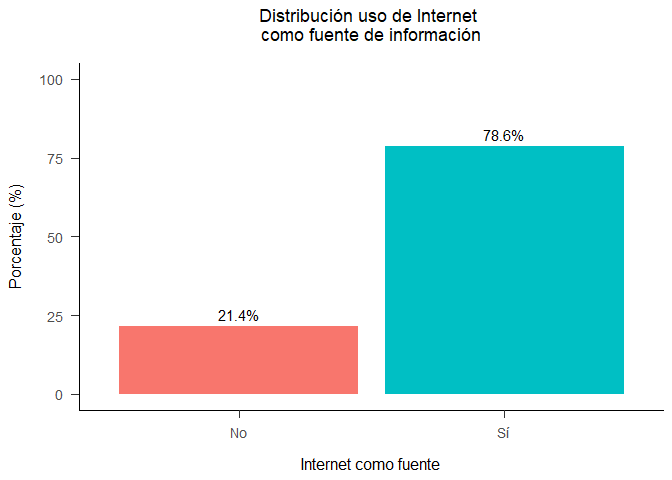 Distribución uso de Internet
como fuente de información
Porcentaje (%)
100
75
50
25
0
21.4%
78.6%
No
Sí
Internet como fuente